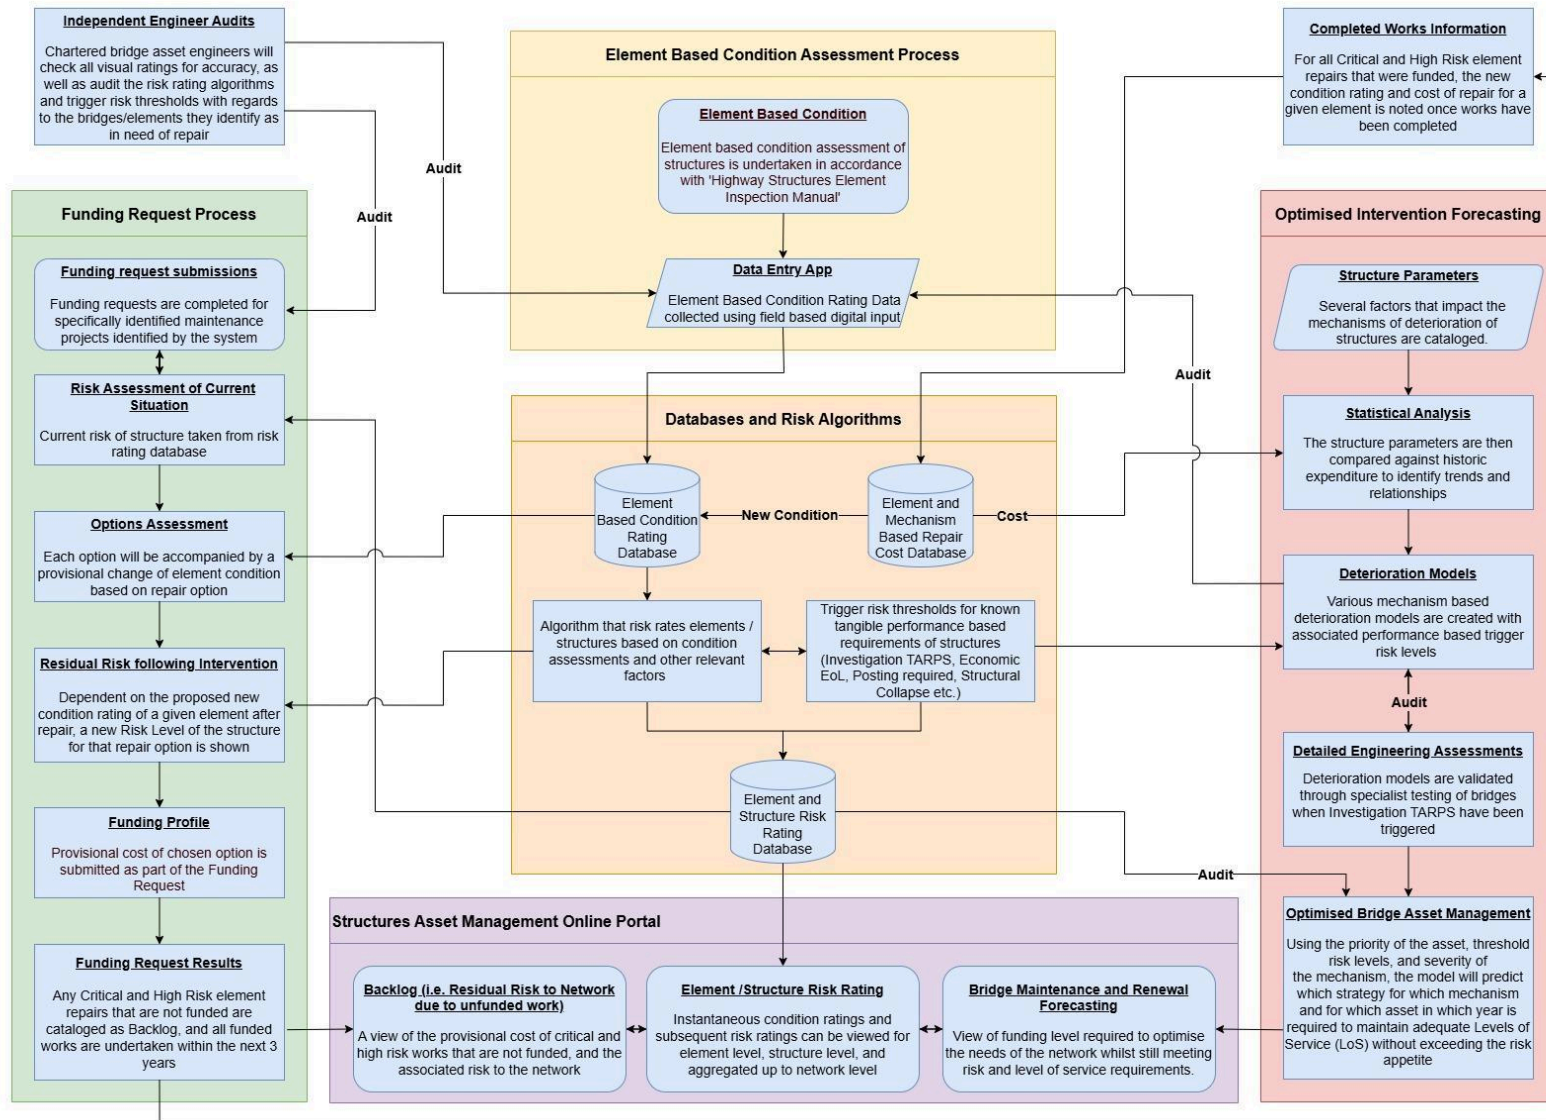 Independent Engineer Audits
Chartered bridge asset engineers will
check all visual ratings for accuracy, as
well as audit the risk rating algorithms
and trigger risk thresholds with regards
to the bridges/elements they identify as
in need of repair
Audit
Audit
Element Based Condition Assessment Process
Element Based Condition
Element based condition assessment of
structures is undertaken in accordance
with 'Highway Structures Element
Inspection Manual'
Data Entry App
Element Based Condition Rating Data
collected using field based digital input
Completed Works Information
For all Critical and High Risk element
repairs that were funded, the new
condition rating and cost of repair for a
given element is noted once works have
been completed
Funding Request Process
Funding request submissions
Funding requests are completed for
specifically identified maintenance
projects identified by the system
Risk Assessment of Current
Situation
Current risk of structure taken from risk
rating database
Options Assessment
Each option will be accompanied by a
provisional change of element condition
based on repair option
Residual Risk following Intervention
Dependent on the proposed new
condition rating of a given element after
repair, a new Risk Level of the structure
for that repair option is shown
Funding Profile
Provisional cost of chosen option is
submitted as part of the Funding
Request
Funding Request Results
Any Critical and High Risk element
repairs that are not funded are
cataloged as Backlog, and all funded
works are undertaken within the next 3
years
Databases and Risk Algorithms
Element
Based Condition
Rating
Database
New Condition
Element and
Mechanism
Based Repair
Cost Database
Cost
Algorithm that risk rates elements /
structures based on condition
assessments and other relevant
factors
Trigger risk thresholds for known
tangible performance based
requirements of structures
(Investigation TARPS, Economic
EoL, Posting required, Structural
Collapse etc.)
Element and
Structure Risk
Rating
Database
Audit
Audit
Optimised Intervention Forecasting
Structure Parameters
Several factors that impact the
mechanisms of deterioration of
structures are cataloged.
Statistical Analysis
The structure parameters are then
compared against historic
expenditure to identify trends and
relationships
Deterioration Models
Various mechanism based
deterioration models are created with
associated performance based trigger
risk levels
Audit
Detailed Engineering Assessments
Deterioration models are validated
through specialist testing of bridges
when Investigation TARPS have been
triggered
Optimised Bridge Asset Management
Using the priority of the asset, threshold
risk levels, and severity of
the mechanism, the model will predict
which strategy for which mechanism
and for which asset in which year is
required to maintain adequate Levels of
Service (LoS) without exceeding the risk
appetite
Structures Asset Management Online Portal
Backlog (i.e. Residual Risk to Network
due to unfunded work)
A view of the provisional cost of critical and
high risk works that are not funded, and the
associated risk to the network
Element /Structure Risk Rating
Instantaneous condition ratings and
subsequent risk ratings can be viewed for
element level, structure level, and
aggregated up to network level
Bridge Maintenance and Renewal
Forecasting
View of funding level required to optimise
the needs of the network whilst still meeting
risk and level of service requirements.